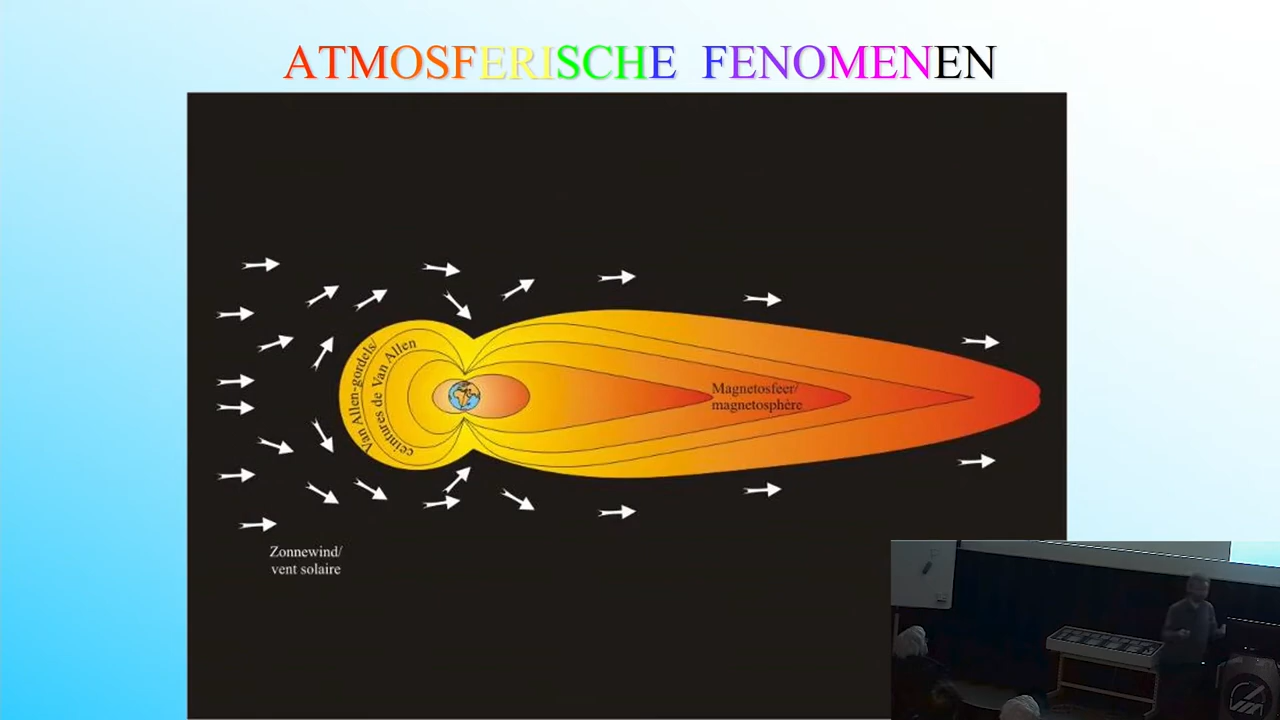 ATMOSFERISCHE FENOMENEN
Van Allen-gordels/
ceintures de Van Allen
Magnetosfeer/
magnetosphère
Zonnewind/
vent solaire